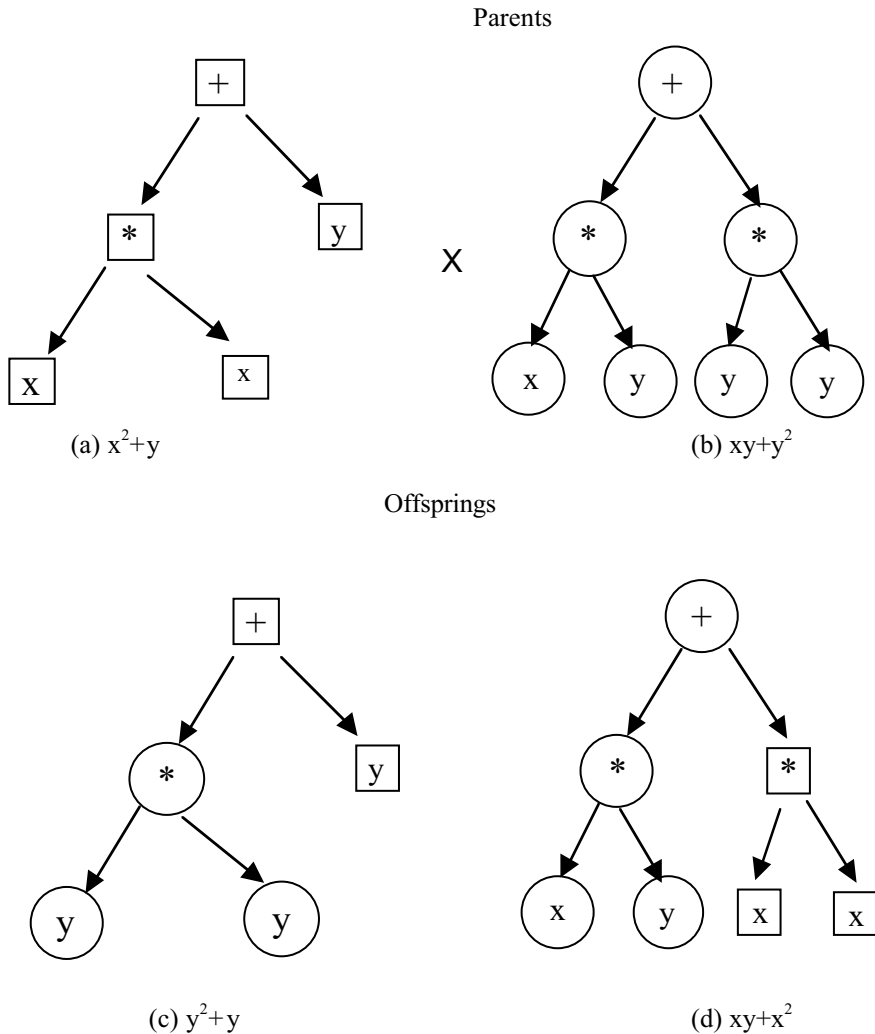 Parents
+ +
* y X * *
x x x y y y
(a) x²+y (b) xy+y²
Offsprings
+ +
* y * *
y y x y x x
(c) y²+y (d) xy+x²